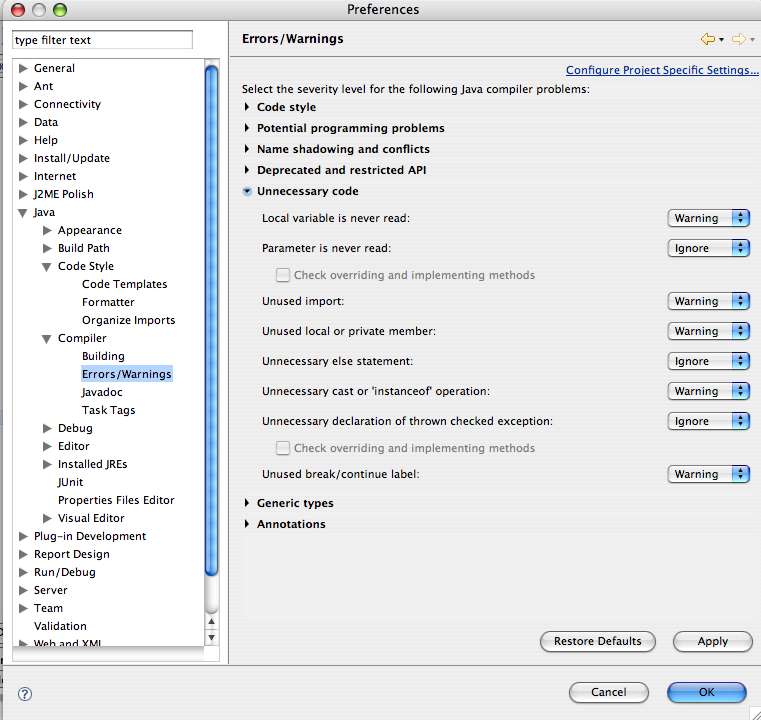 Preferences
type filter text
General
Ant
Connectivity
Data
Help
Install/Update
Internet
J2ME Polish
Java
Appearance
Build Path
Code Style
Code Templates
Formatter
Organize Imports
Compiler
Building
Errors/Warnings
Javadoc
Task Tags
Debug
Editor
Installed JREs
JUnit
Properties Files Editor
Visual Editor
Plug-in Development
Report Design
Run/Debug
Server
Team
Validation
Web and XML
Errors/Warnings
Configure Project Specific Settings...
Select the severity level for the following Java compiler problems:
Code style
Potential programming problems
Name shadowing and conflicts
Deprecated and restricted API
Unnecessary code
Local variable is never read: Warning
Parameter is never read: Ignore
Check overriding and implementing methods
Unused import: Warning
Unused local or private member: Warning
Unnecessary else statement: Ignore
Unnecessary cast or 'instanceof' operation: Warning
Unnecessary declaration of thrown checked exception: Ignore
Check overriding and implementing methods
Unused break/continue label: Warning
Generic types
Annotations
Restore Defaults Apply
? Cancel OK